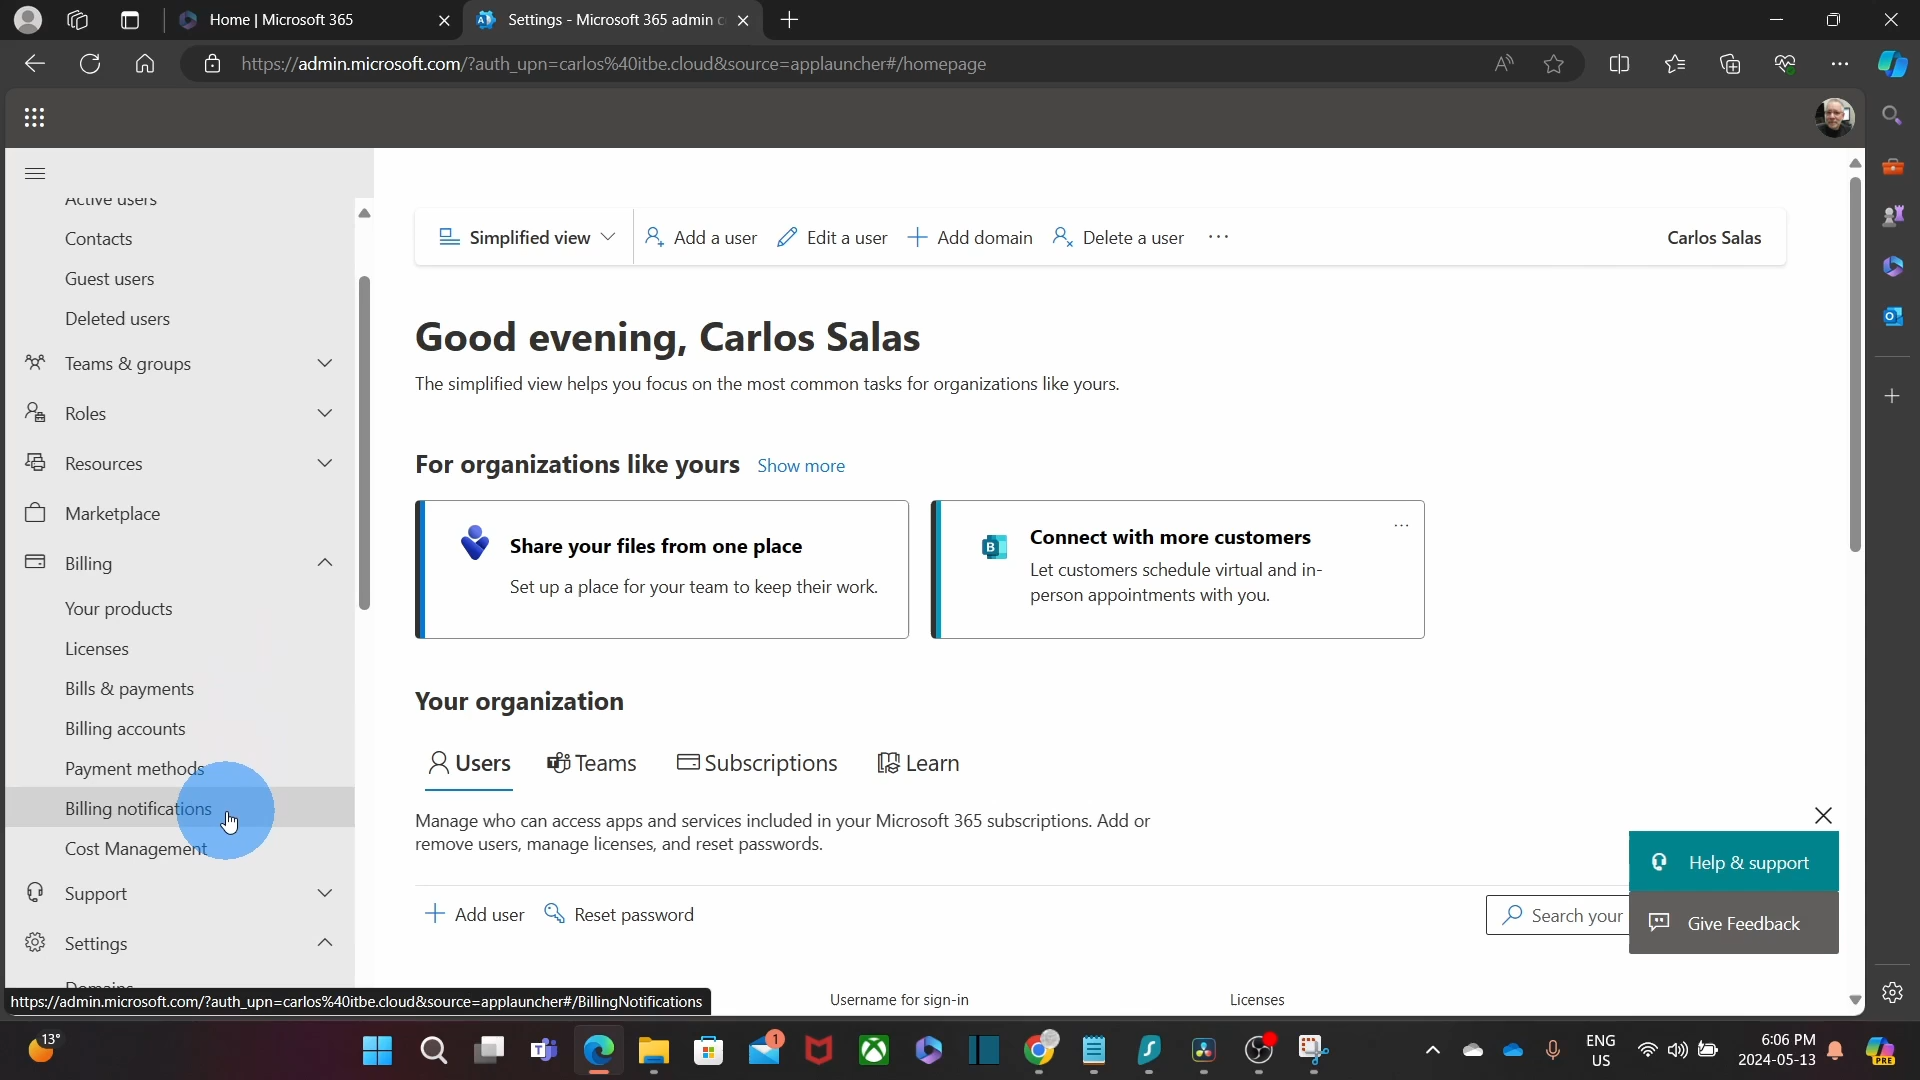 Home | Microsoft 365
Settings - Microsoft 365 admin c
https://admin.microsoft.com/?auth_upn=carlos%40itbe.cloud&source=applauncher#/homepage
Active users
Contacts
Guest users
Deleted users
Teams & groups
Roles
Resources
Marketplace
Billing
Your products
Licenses
Bills & payments
Billing accounts
Payment methods
Billing notifications
Cost Management
Support
Settings
Domains
https://admin.microsoft.com/?auth_upn=carlos%40itbe.cloud&source=applauncher#/BillingNotifications
Simplified view
Add a user
Edit a user
Add domain
Delete a user
Carlos Salas
Good evening, Carlos Salas
The simplified view helps you focus on the most common tasks for organizations like yours.
For organizations like yours Show more
Share your files from one place
Set up a place for your team to keep their work.
Connect with more customers
Let customers schedule virtual and in-
person appointments with you.
Your organization
Users
Teams
Subscriptions
Learn
Manage who can access apps and services included in your Microsoft 365 subscriptions. Add or
remove users, manage licenses, and reset passwords.
Add user
Reset password
Search your
Help & support
Give Feedback
Username for sign-in
Licenses
13°
1
ENG
US
6:06 PM
2024-05-13
PRE